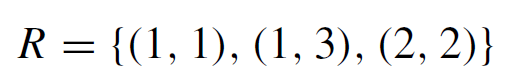 R = {(1, 1), (1, 3), (2, 2)}